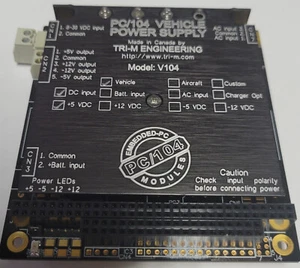 PC/104 VEHICLE
POWER SUPPLY
Made in Canada by
TRI-M ENGINEERING
http://www.tri-m.com
Model: V104
1. 8-35 VDC input
2. Common
1. +5V output
2. Common
3. +12V output
4. -12V output
5. -5V output
AC input
Common
AC input
CN2
Vehicle
Aircraft
Custom
DC input
Batt. input
AC input
Charger Opt.
+5 VDC
+12 VDC
-5 VDC
-12 VDC
CN3
1. Common
2. +Batt. input
Power LEDs
+5 -5 -12 +12
EMBEDDED-PC
PC/104
MODULES
Caution
Check input polarity
before connecting power